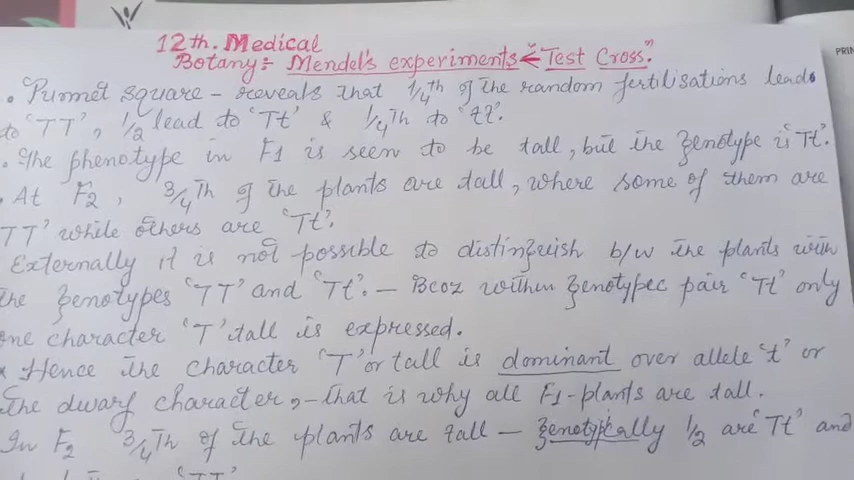 12th. Medical
Botany:- Mendel's experiments ← "Test Cross."
PRIN
. Punnet square - reveals that 1/4th of the random fertilisations leads
to 'TT', 1/2 lead to 'Tt' & 1/4Th to 'tt'.
. The phenotype in F1 is seen to be tall, but the genotype is 'Tt'.
. At F2, 3/4Th of the plants are tall, where some of them are
TT' while others are 'Tt'.
Externally it is not possible to distinguish b/w the plants with
the genotypes 'TT' and 'Tt'. - Bcoz within genotypec pair 'Tt' only
one character 'T' tall is expressed.
* Hence the character 'T' or tall is dominant over allele 't' or
the dwarf character, - that is why all F1-plants are tall.
In F2 3/4Th of the plants are tall - genotypically 1/2 are 'Tt' and
'TT'